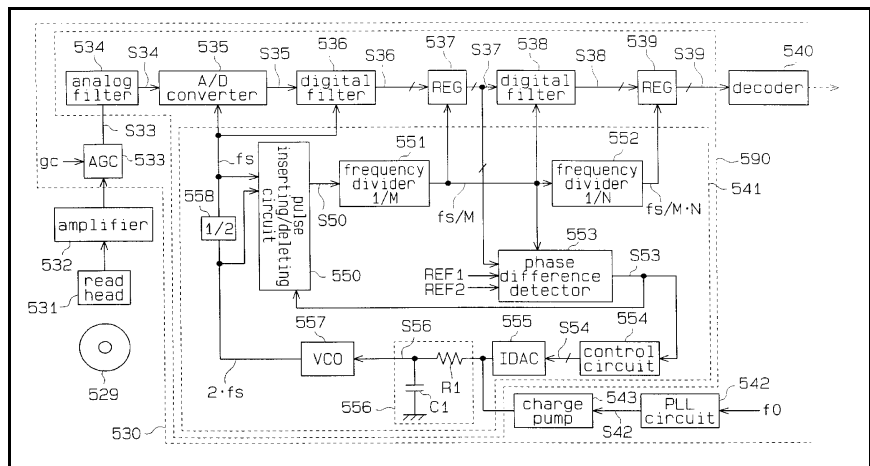 534
S34
535
S35
536
S36
537
S37
538
S38
539
S39
540
analog
filter
A/D
converter
digital
filter
REG
digital
filter
REG
decoder
S33
gc
AGC
533
fs
pulse
inserting/deleting
circuit
S50
551
frequency
divider
1/M
fs/M
552
frequency
divider
1/N
fs/M·N
590
541
amplifier
532
558
1/2
550
REF1
REF2
553
phase
difference
detector
S53
read
head
531
529
2·fs
557
VCO
S56
R1
C1
556
555
IDAC
S54
554
control
circuit
530
543
charge
pump
S42
542
PLL
circuit
f0